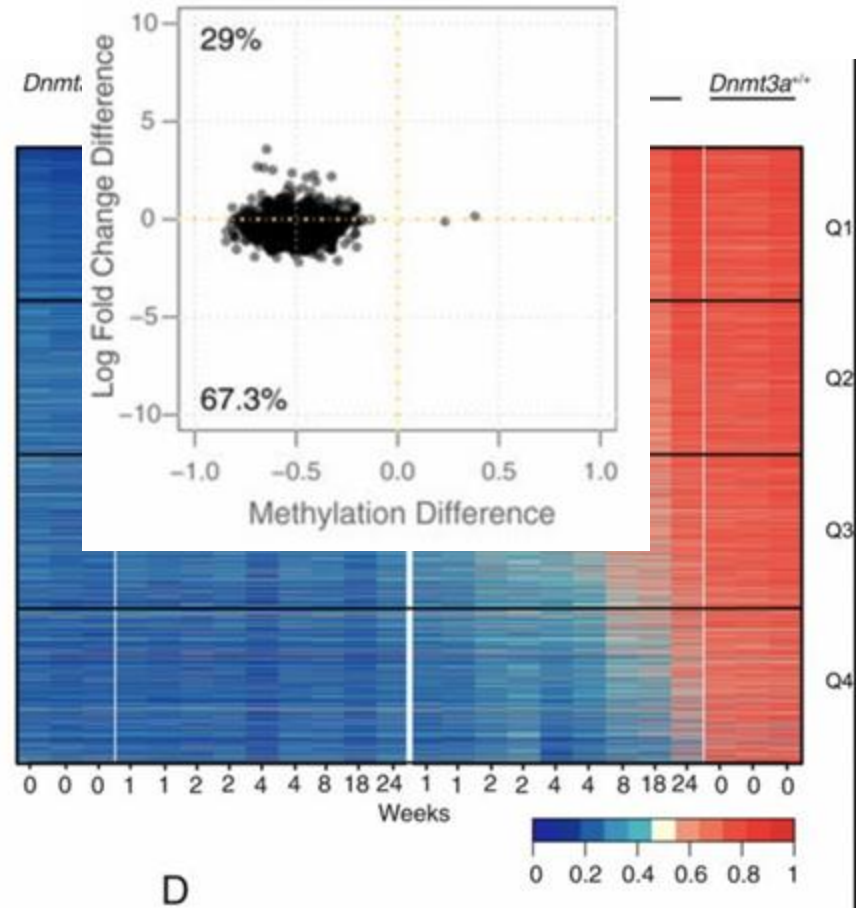 10
29%
5
0
−5
−10
67.3%
Log Fold Change Difference
−1.0 −0.5 0.0 0.5 1.0
Methylation Difference
Dnmt3a+/+
Q1
Q2
Q3
Q4
0 0 0 1 1 2 2 4 4 8 18 24 1 1 2 2 4 4 8 18 24 0 0 0
Weeks
0 0.2 0.4 0.6 0.8 1
D